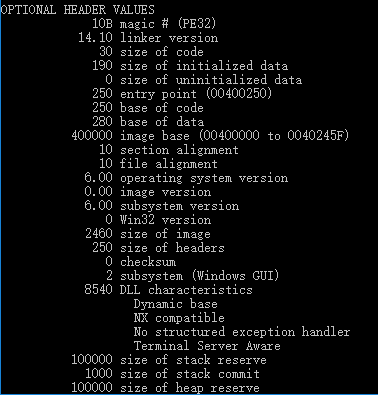 OPTIONAL HEADER VALUES
10B magic # (PE32)
14.10 linker version
30 size of code
190 size of initialized data
0 size of uninitialized data
250 entry point (00400250)
250 base of code
280 base of data
400000 image base (00400000 to 0040245F)
10 section alignment
10 file alignment
6.00 operating system version
0.00 image version
6.00 subsystem version
0 Win32 version
2460 size of image
250 size of headers
0 checksum
2 subsystem (Windows GUI)
8540 DLL characteristics
Dynamic base
NX compatible
No structured exception handler
Terminal Server Aware
100000 size of stack reserve
1000 size of stack commit
100000 size of heap reserve